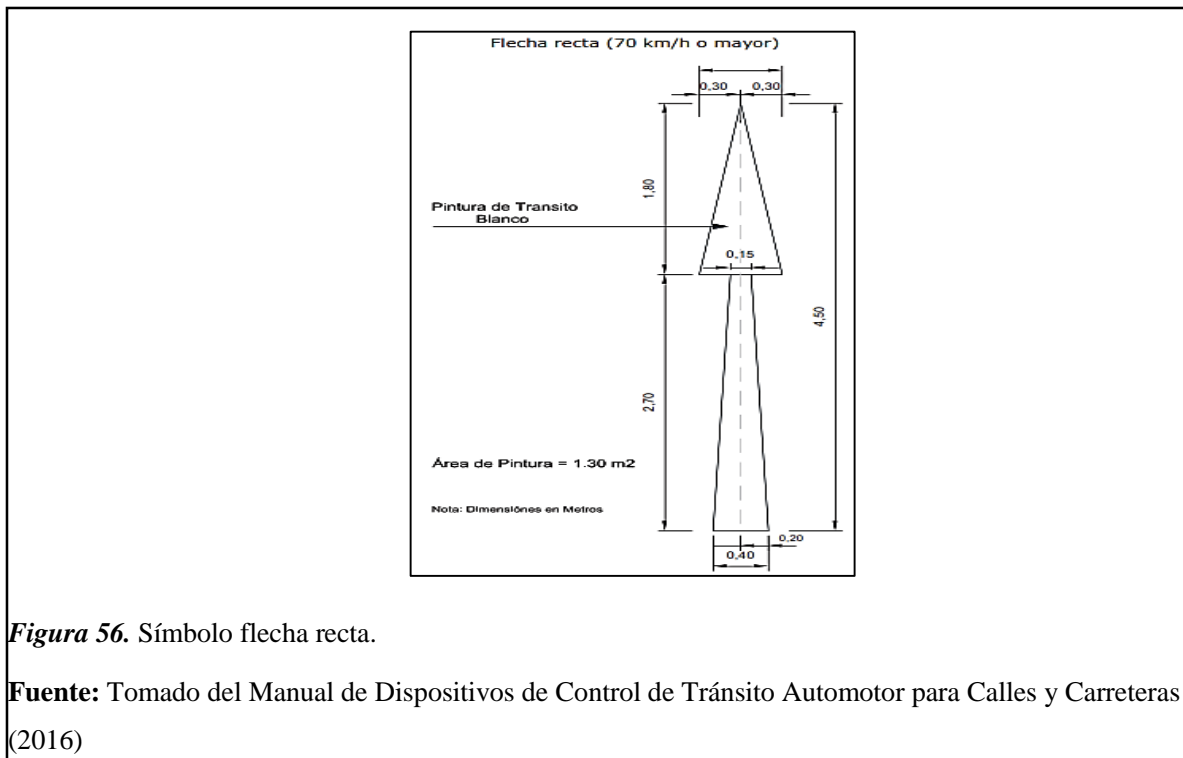 Flecha recta (70 km/h o mayor)
0,30 0,30
1,80
Pintura de Transito
Blanco
0,15
4,50
2,70
Área de Pintura = 1.30 m2
Nota: Dimensiónes en Metros
0,20
0,40
Figura 56. Símbolo flecha recta.
Fuente: Tomado del Manual de Dispositivos de Control de Tránsito Automotor para Calles y Carreteras
(2016)